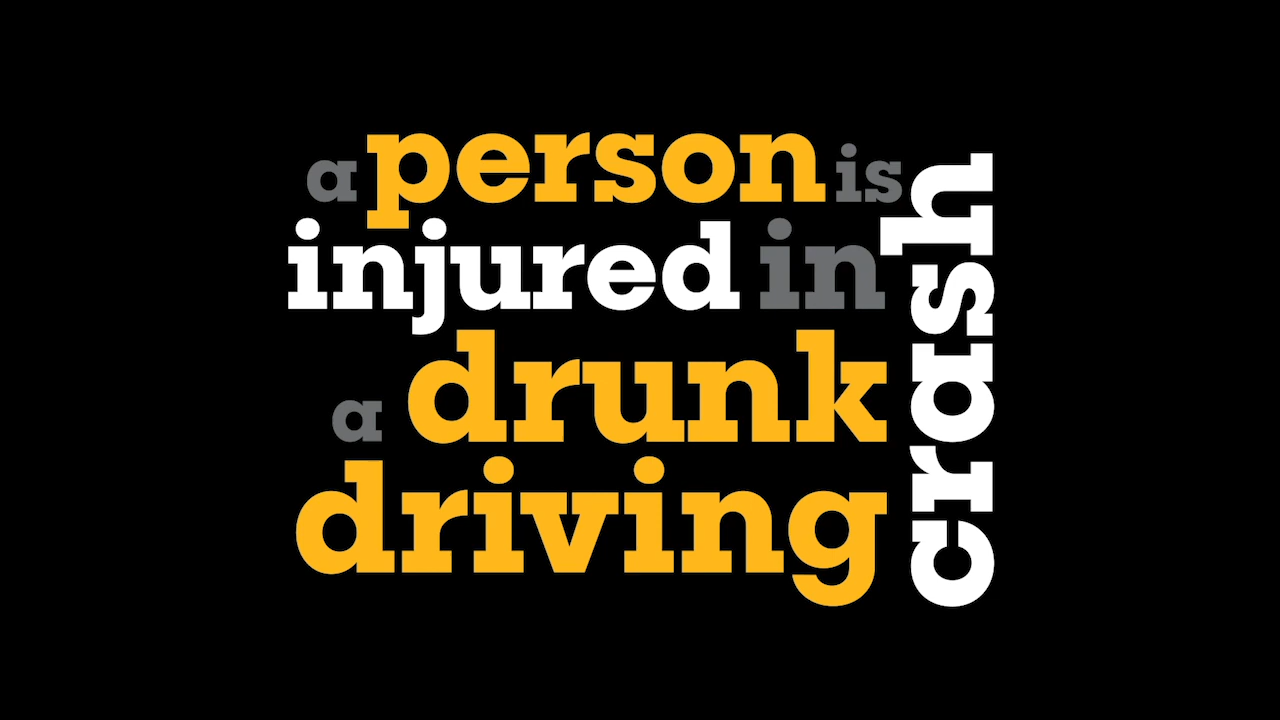 a person is
injured in
a drunk
driving
crash